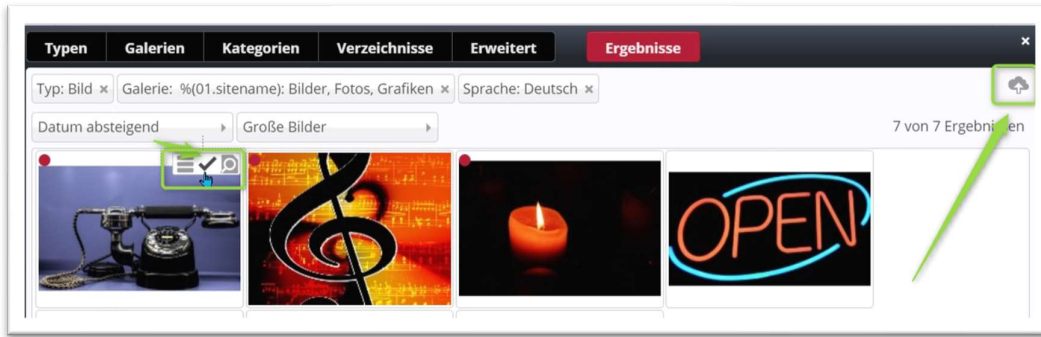 Typen Galerien Kategorien Verzeichnisse Erweitert Ergebnisse ×
Typ: Bild × Galerie: %(01.sitename): Bilder, Fotos, Grafiken × Sprache: Deutsch ×
Datum absteigend Große Bilder 7 von 7 Ergebnissen
OPEN